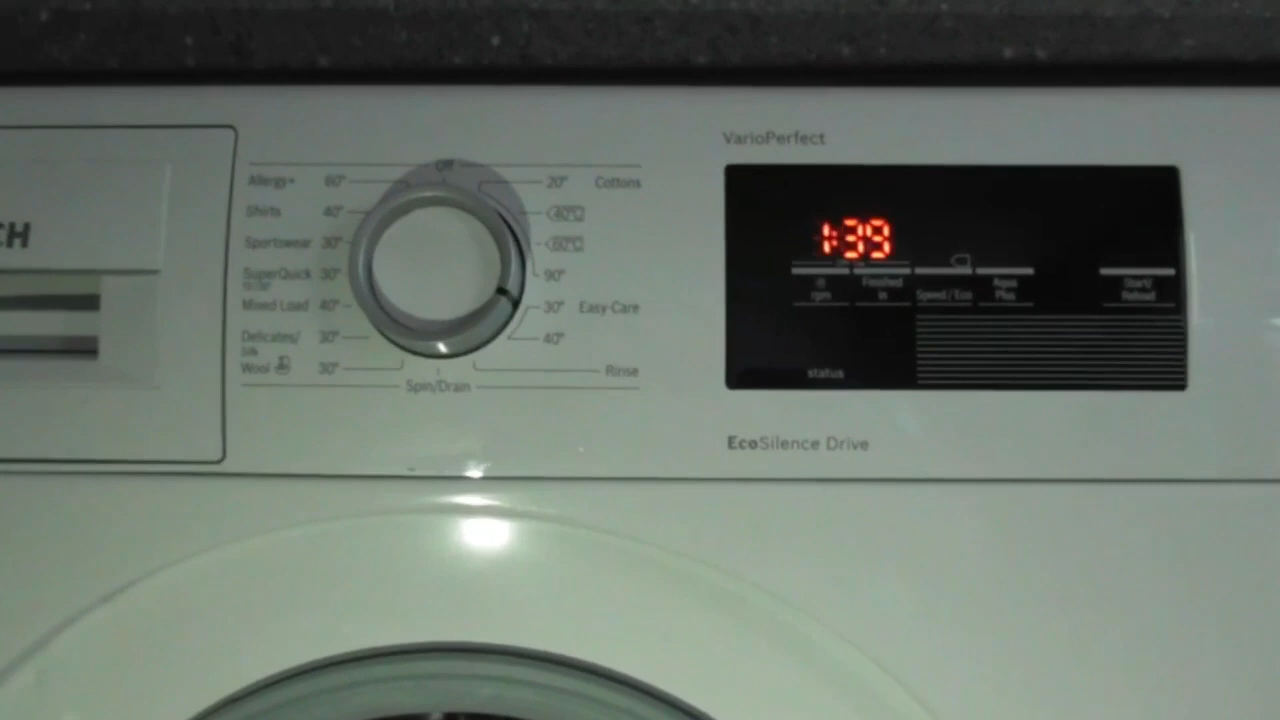 CH
Off
Allergy+ 60°
Shirts 40°
Sportswear 30°
SuperQuick 30°
Mixed Load 40°
Delicates/ 30°
Silk
Wool 30°
20° Cottons
40°C
60°C
90°
30° Easy-Care
40°
Rinse
Spin/Drain
VarioPerfect
1:39
rpm
Finished in
Speed/Eco
Aqua Plus
Start/ Reload
status
EcoSilence Drive